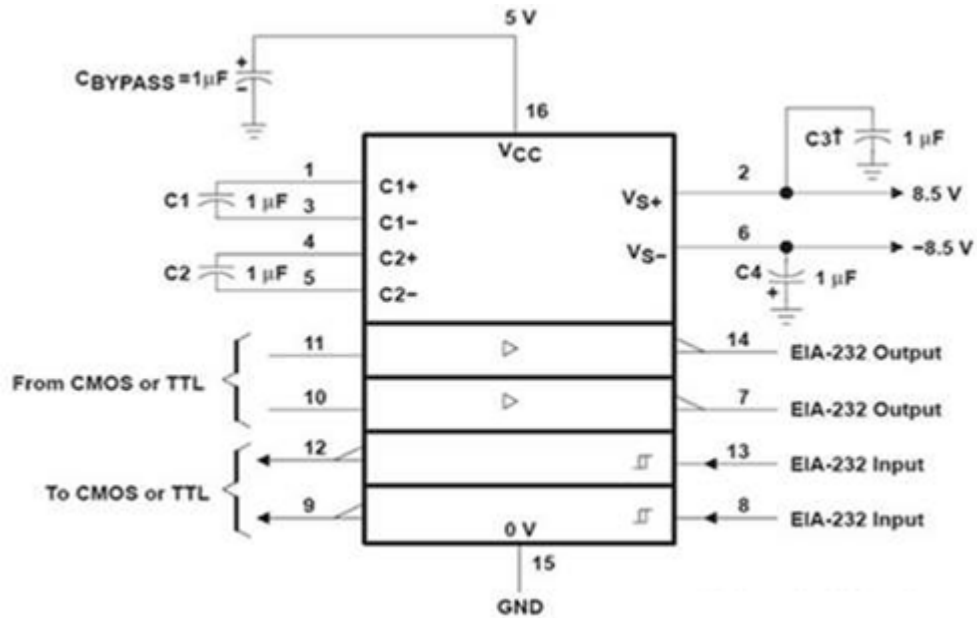 5 V
CBYPASS = 1µF
+
−
16
VCC
C3† 1 µF
1
C1+
2
VS+
8.5 V
C1 1 µF
3
C1−
4
C2+
6
VS−
−8.5 V
C2 1 µF
5
C2−
C4 1 µF
+
11
14
EIA-232 Output
From CMOS or TTL
10
7
EIA-232 Output
12
13
EIA-232 Input
To CMOS or TTL
9
8
EIA-232 Input
0 V
15
GND